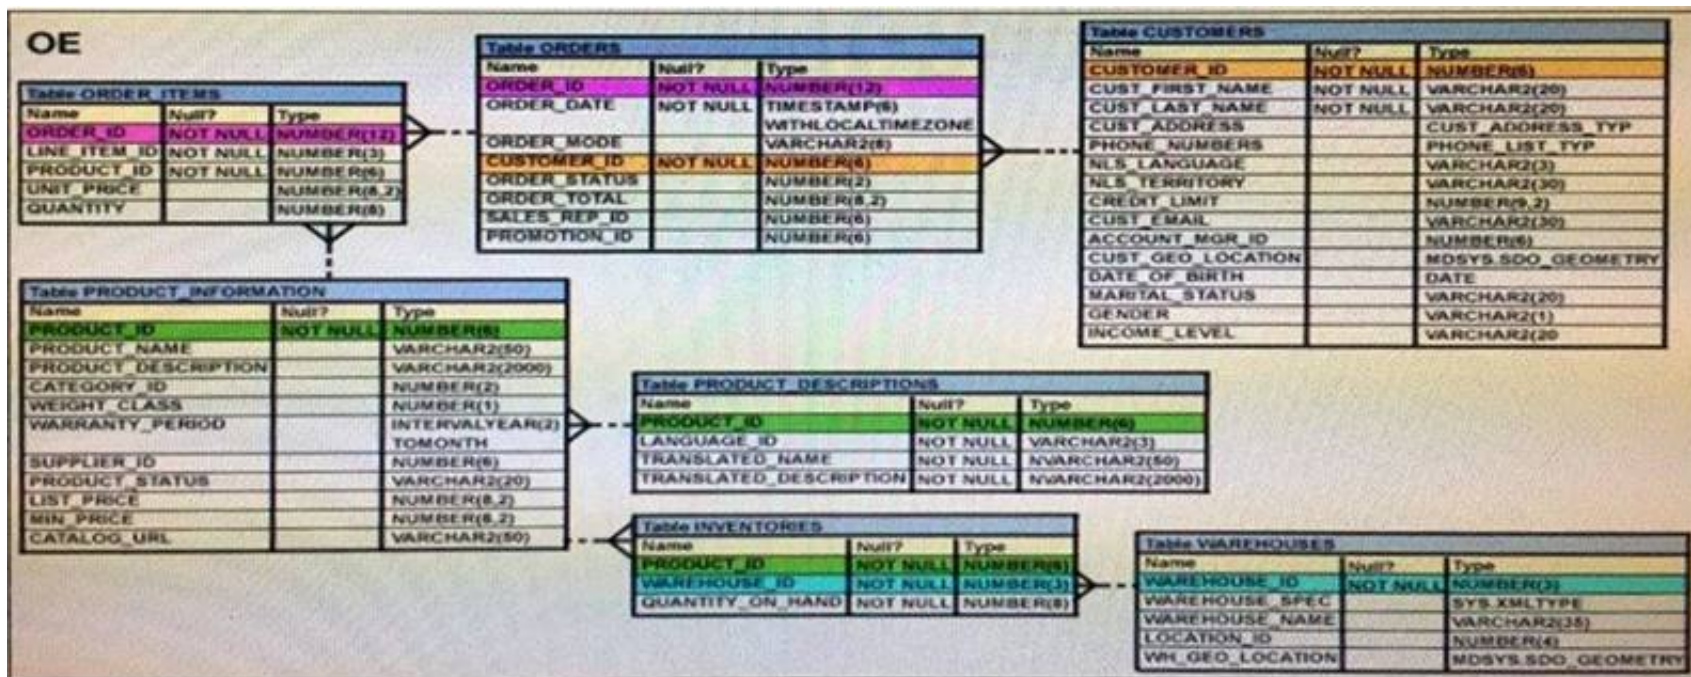 OE
Table ORDER_ITEMS
Name Null? Type
ORDER_ID NOT NULL NUMBER(12)
LINE_ITEM_ID NOT NULL NUMBER(3)
PRODUCT_ID NOT NULL NUMBER(6)
UNIT_PRICE NUMBER(8,2)
QUANTITY NUMBER(8)
Table ORDERS
Name Null? Type
ORDER_ID NOT NULL NUMBER(12)
ORDER_DATE NOT NULL TIMESTAMP(6)
WITHLOCALTIMEZONE
ORDER_MODE VARCHAR2(8)
CUSTOMER_ID NOT NULL NUMBER(6)
ORDER_STATUS NUMBER(2)
ORDER_TOTAL NUMBER(8,2)
SALES_REP_ID NUMBER(6)
PROMOTION_ID NUMBER(6)
Table CUSTOMERS
Name Null? Type
CUSTOMER_ID NOT NULL NUMBER(6)
CUST_FIRST_NAME NOT NULL VARCHAR2(20)
CUST_LAST_NAME NOT NULL VARCHAR2(20)
CUST_ADDRESS CUST_ADDRESS_TYP
PHONE_NUMBERS PHONE_LIST_TYP
NLS_LANGUAGE VARCHAR2(3)
NLS_TERRITORY VARCHAR2(30)
CREDIT_LIMIT NUMBER(9,2)
CUST_EMAIL VARCHAR2(30)
ACCOUNT_MGR_ID NUMBER(6)
CUST_GEO_LOCATION MDSYS.SDO_GEOMETRY
DATE_OF_BIRTH DATE
MARITAL_STATUS VARCHAR2(20)
GENDER VARCHAR2(1)
INCOME_LEVEL VARCHAR2(20
Table PRODUCT_INFORMATION
Name Null? Type
PRODUCT_ID NOT NULL NUMBER(6)
PRODUCT_NAME VARCHAR2(50)
PRODUCT_DESCRIPTION VARCHAR2(2000)
CATEGORY_ID NUMBER(2)
WEIGHT_CLASS NUMBER(1)
WARRANTY_PERIOD INTERVALYEAR(2)
TOMONTH
SUPPLIER_ID NUMBER(6)
PRODUCT_STATUS VARCHAR2(20)
LIST_PRICE NUMBER(8,2)
MIN_PRICE NUMBER(8,2)
CATALOG_URL VARCHAR2(50)
Table PRODUCT_DESCRIPTIONS
Name Null? Type
PRODUCT_ID NOT NULL NUMBER(6)
LANGUAGE_ID NOT NULL VARCHAR2(3)
TRANSLATED_NAME NOT NULL NVARCHAR2(50)
TRANSLATED_DESCRIPTION NOT NULL NVARCHAR2(2000)
Table INVENTORIES
Name Null? Type
PRODUCT_ID NOT NULL NUMBER(6)
WAREHOUSE_ID NOT NULL NUMBER(3)
QUANTITY_ON_HAND NOT NULL NUMBER(8)
Table WAREHOUSES
Name Null? Type
WAREHOUSE_ID NOT NULL NUMBER(3)
WAREHOUSE_SPEC SYS.XMLTYPE
WAREHOUSE_NAME VARCHAR2(35)
LOCATION_ID NUMBER(4)
WH_GEO_LOCATION MDSYS.SDO_GEOMETRY